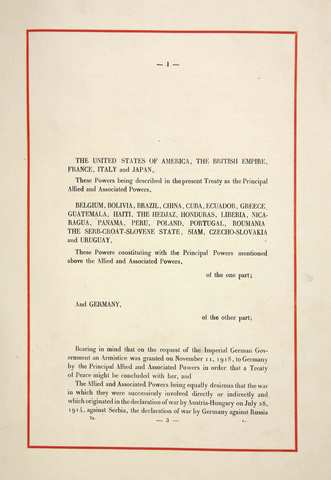 — 1 —
THE UNITED STATES OF AMERICA, THE BRITISH EMPIRE,
FRANCE, ITALY and JAPAN,
These Powers being described in the present Treaty as the Principal
Allied and Associated Powers,
BELGIUM, BOLIVIA, BRAZIL, CHINA, CUBA, ECUADOR, GREECE,
GUATEMALA, HAITI, THE HEDJAZ, HONDURAS, LIBERIA, NICA-
RAGUA, PANAMA, PERU, POLAND, PORTUGAL, ROUMANIA
THE SERB-CROAT-SLOVENE STATE, SIAM, CZECHO-SLOVAKIA
and URUGUAY,
These Powers constituting with the Principal Powers mentioned
above the Allied and Associated Powers,
of the one part;
And GERMANY,
of the other part;
Bearing in mind that on the request of the Imperial German Gov-
ernment an Armistice was granted on November 11, 1918, to Germany
by the Principal Allied and Associated Powers in order that a Treaty
of Peace might be concluded with her, and
The Allied and Associated Powers being equally desirous that the war
in which they were successively involved directly or indirectly and
which originated in the declaration of war by Austria-Hungary on July 28,
1914, against Serbia, the declaration of war by Germany against Russia
— 3 —